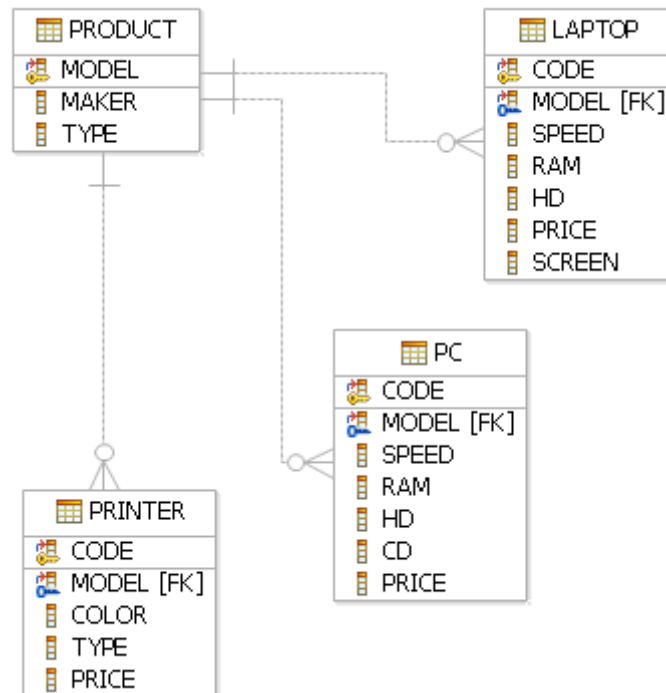 PRODUCT
MODEL
MAKER
TYPE
LAPTOP
CODE
MODEL [FK]
SPEED
RAM
HD
PRICE
SCREEN
PC
CODE
MODEL [FK]
SPEED
RAM
HD
CD
PRICE
PRINTER
CODE
MODEL [FK]
COLOR
TYPE
PRICE